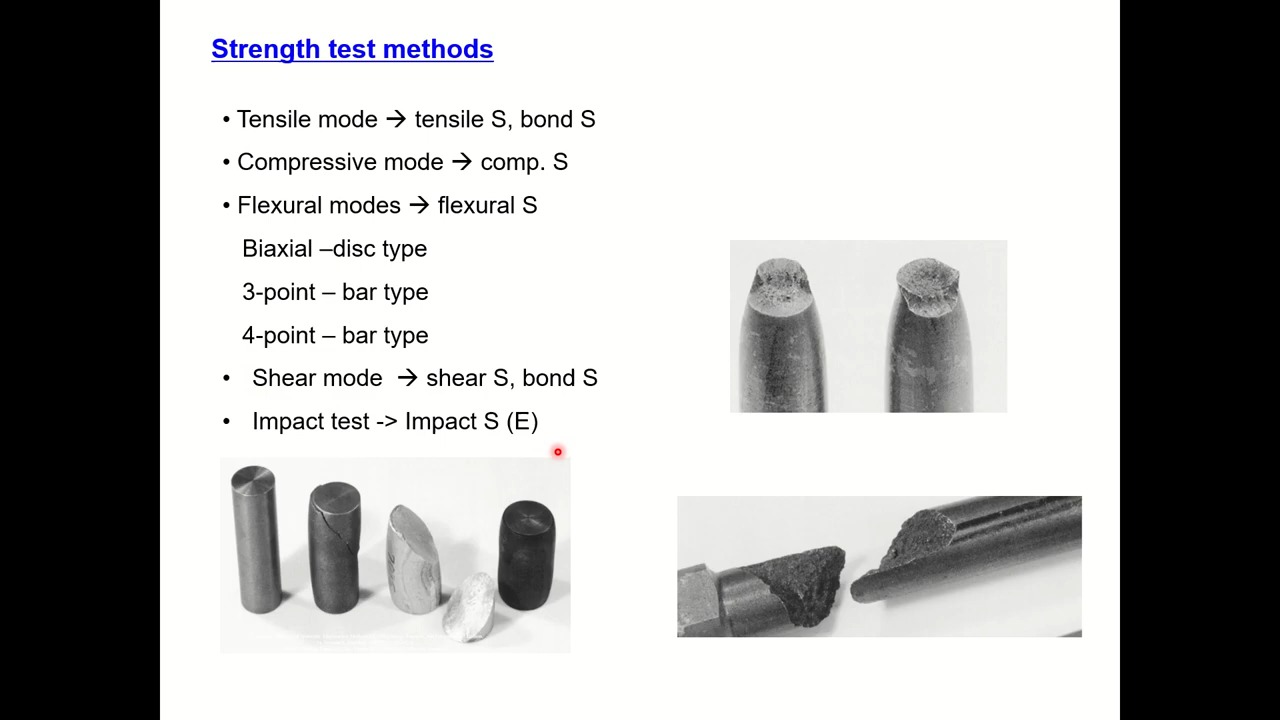 Strength test methods
• Tensile mode → tensile S, bond S
• Compressive mode → comp. S
• Flexural modes → flexural S
Biaxial –disc type
3-point – bar type
4-point – bar type
• Shear mode → shear S, bond S
• Impact test -> Impact S (E)